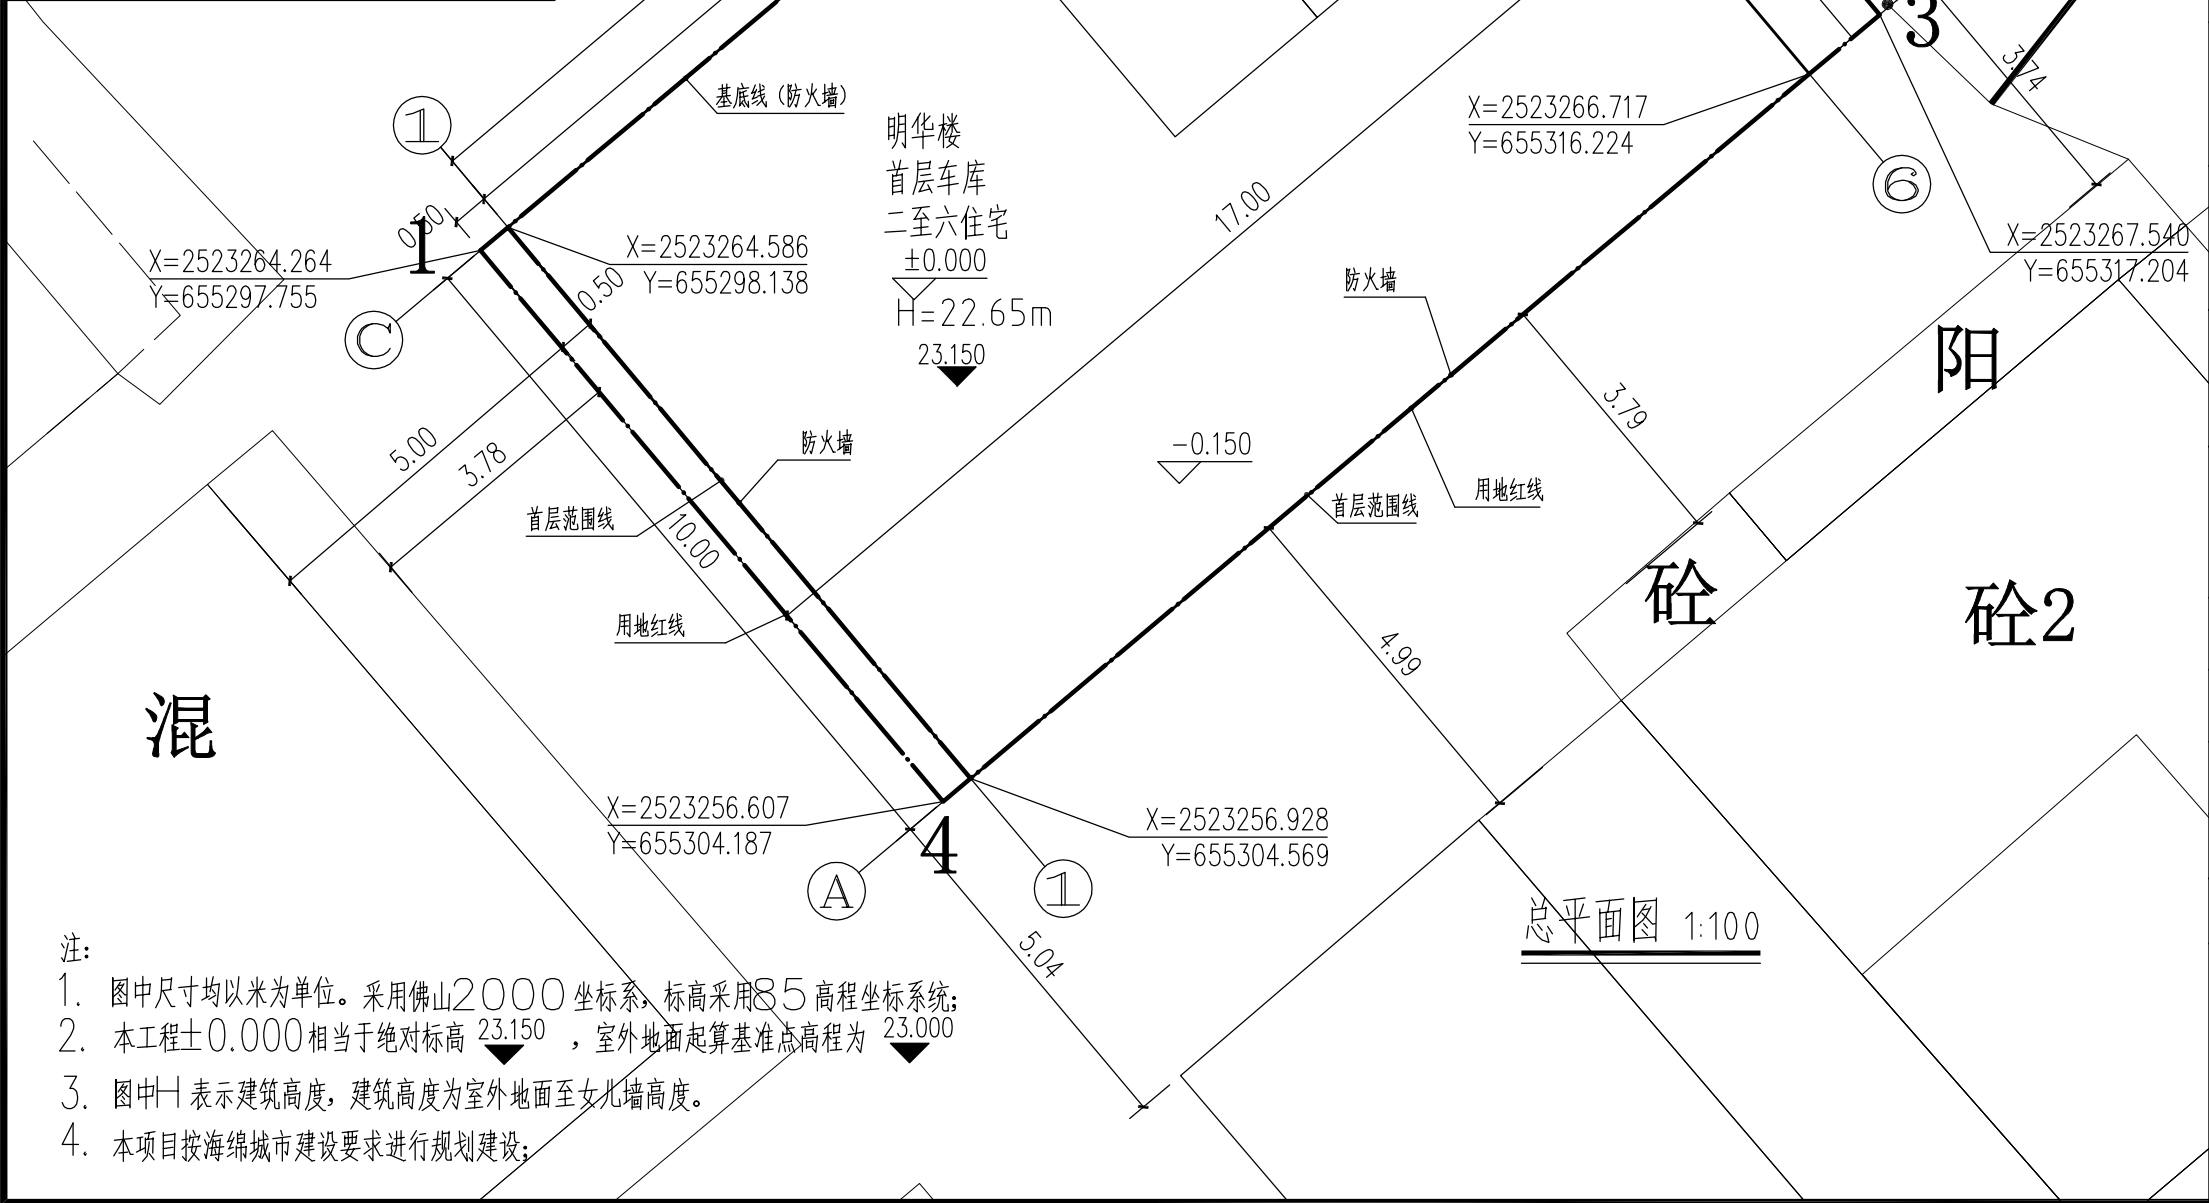 3
3.74
基底线（防火墙）
1
明华楼
首层车库
二至六住宅
±0.000
H=22.65m
23.150
X=2523266.717
Y=655316.224
6
17.00
0.50
1
X=2523264.264
Y=655297.755
X=2523264.586
Y=655298.138
0.50
C
X=2523267.540
Y=655317.204
防火墙
阳
3.79
5.00
3.78
防火墙
-0.150
首层范围线
用地红线
首层范围线
10.00
用地红线
砼
砼2
4.99
混
X=2523256.607
Y=655304.187
4
A
X=2523256.928
Y=655304.569
1
5.04
总平面图 1:100
注：
1. 图中尺寸均以米为单位。采用佛山2000坐标系，标高采用85高程坐标系统；
2. 本工程±0.000相当于绝对标高 23.150 ，室外地面起算基准点高程为 23.000
3. 图中H 表示建筑高度，建筑高度为室外地面至女儿墙高度。
4. 本项目按海绵城市建设要求进行规划建设；